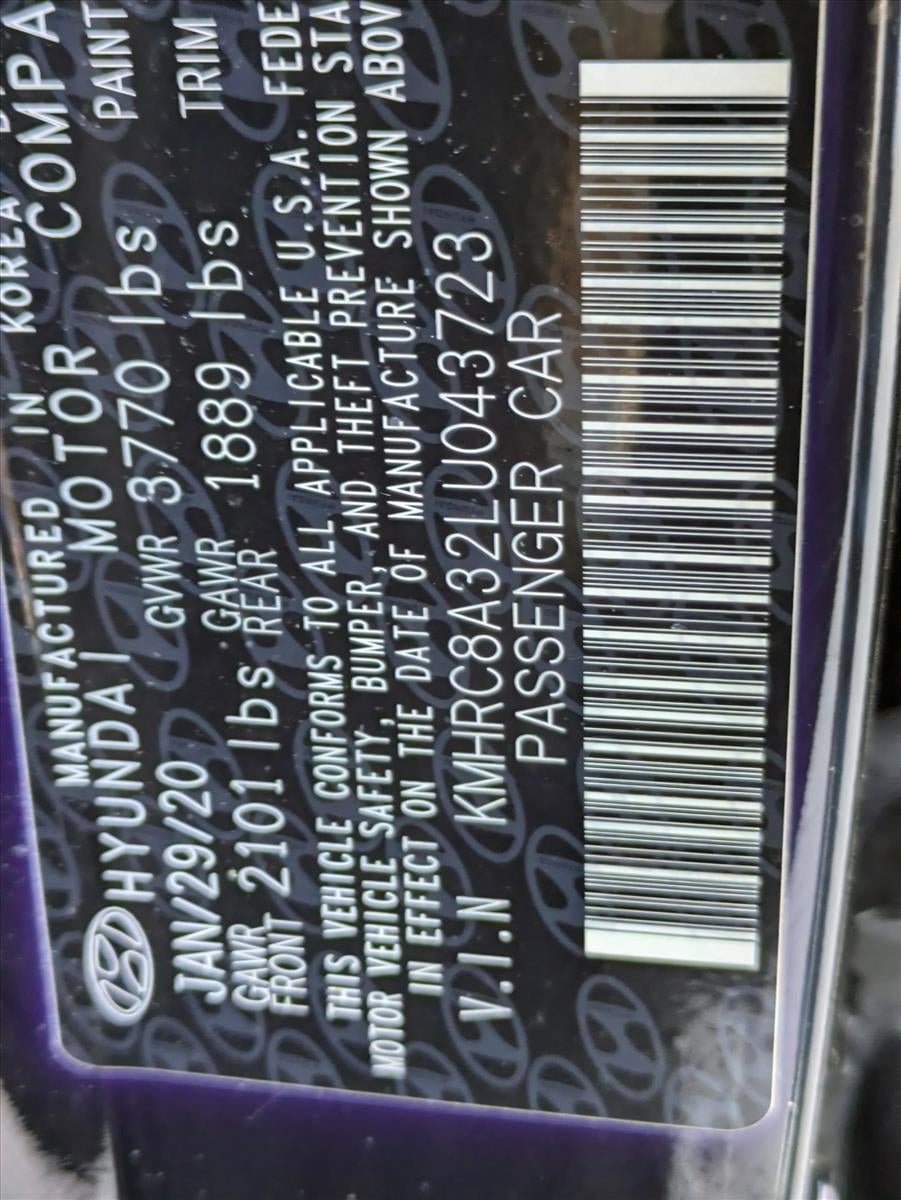 MANUFACTURED IN KOREA
HYUNDAI MOTOR COMPA
JAN/29/20 GVWR 3770 lbs PAINT
GAWR FRONT 2101 lbs GAWR REAR 1889 lbs TRIM
THIS VEHICLE CONFORMS TO ALL APPLICABLE U.S.A. FEDE
MOTOR VEHICLE SAFETY, BUMPER, AND THEFT PREVENTION STA
IN EFFECT ON THE DATE OF MANUFACTURE SHOWN ABOV
V.I.N KMHRC8A32LU043723
PASSENGER CAR